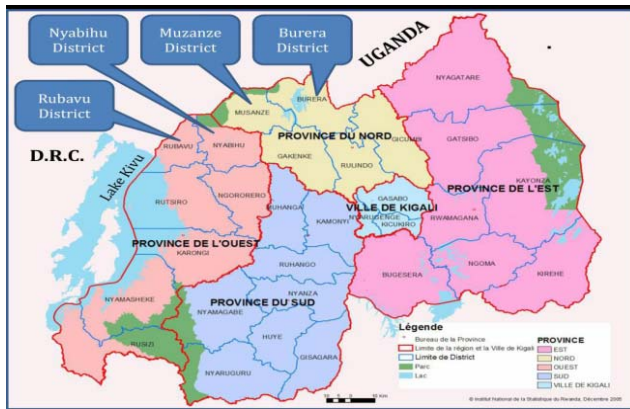 Nyabihu
District
Muzanze
District
Burera
District
Rubavu
District
UGANDA
D.R.C.
Lake Kivu
NYAGATARE
BURERA
MUSANZE
PROVINCE DU NORD
GICUMBI
GATSIBO
RUBAVU
NYABIHU
GAKENKE
RULINDO
KAYONZA
PROVINCE DE L'EST
NGORORERO
RUTSIRO
GASABO
VILLE DE KIGALI
NYARUGENGE
KICUKIRO
RWAMAGANA
MUHANGA
KAMONYI
PROVINCE DE L'OUEST
KARONGI
RUHANGO
BUGESERA
NGOMA
KIREHE
NYANZA
NYAMASHEKE
PROVINCE DU SUD
NYAMAGABE
RUSIZI
HUYE
GISAGARA
NYARUGURU
Légende
Bureau de la Province
Limite de la région et la Ville de Kigali
Limite de District
Parc
Lac
PROVINCE
EST
NORD
OUEST
SUD
VILLE DE KIGALI
© Institut National de la Statistique du Rwanda, Décembre 2005